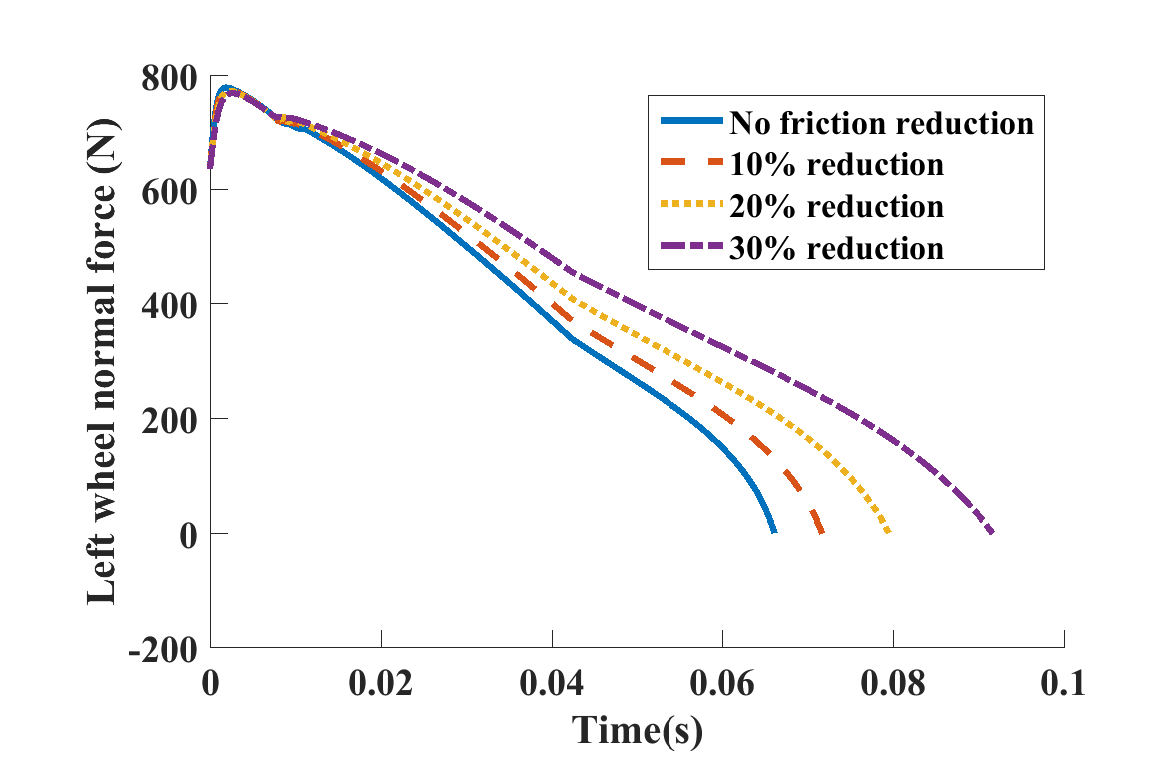 800
600
400
200
0
-200
0 0.02 0.04 0.06 0.08 0.1
Left wheel normal force (N)
Time(s)
No friction reduction
10% reduction
20% reduction
30% reduction